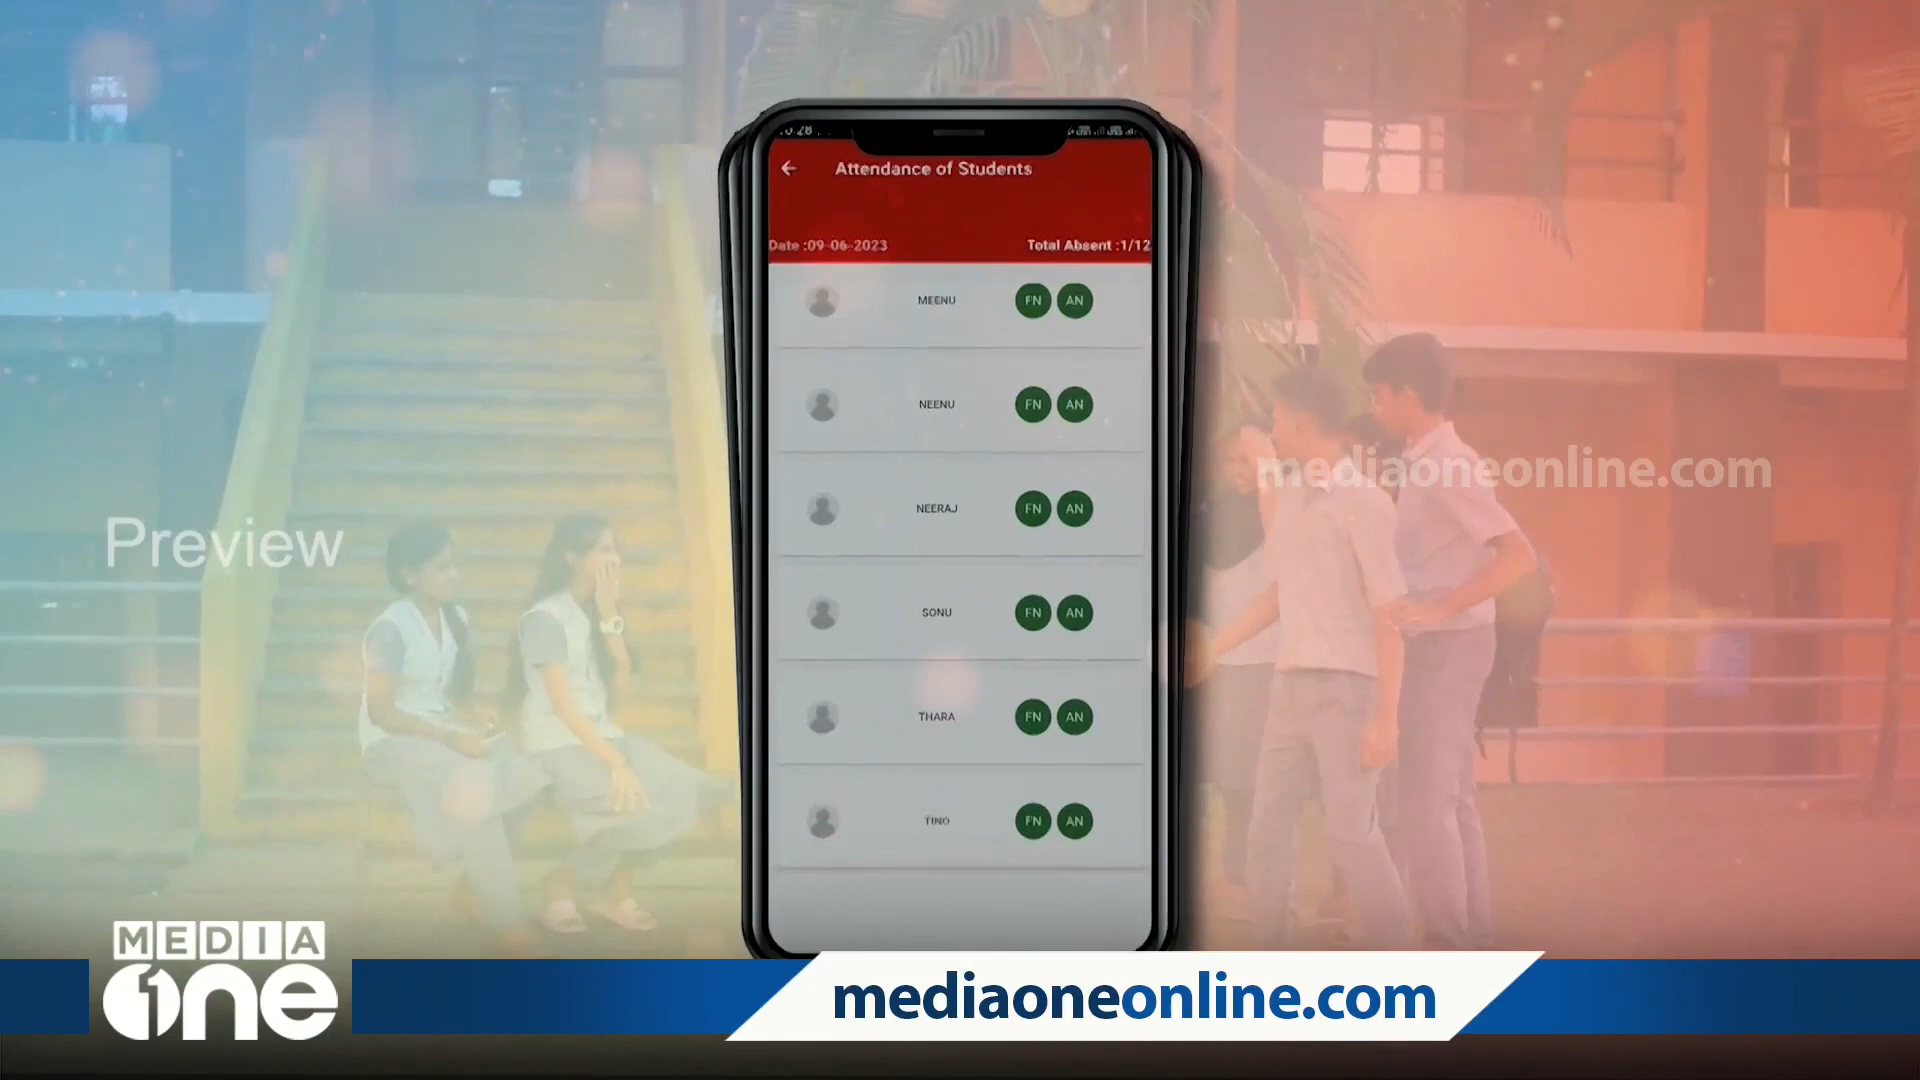 Attendance of Students
Date :09-06-2023
Total Absent :1/12
MEENU
FN AN
NEENU
FN AN
NEERAJ
FN AN
SONU
FN AN
THARA
FN AN
TINO
FN AN
mediaoneonline.com
Preview
MEDIA
one
mediaoneonline.com